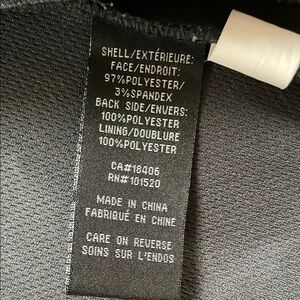 SHELL/EXTÉRIEURE:
FACE/ENDROIT:
97%POLYESTER/
3%SPANDEX
BACK SIDE/ENVERS:
100%POLYESTER
LINING/DOUBLURE
100%POLYESTER
CA#18406
RN#101520
MADE IN CHINA
FABRIQUÉ EN CHINE
CARE ON REVERSE
SOINS SUR L'ENDOS